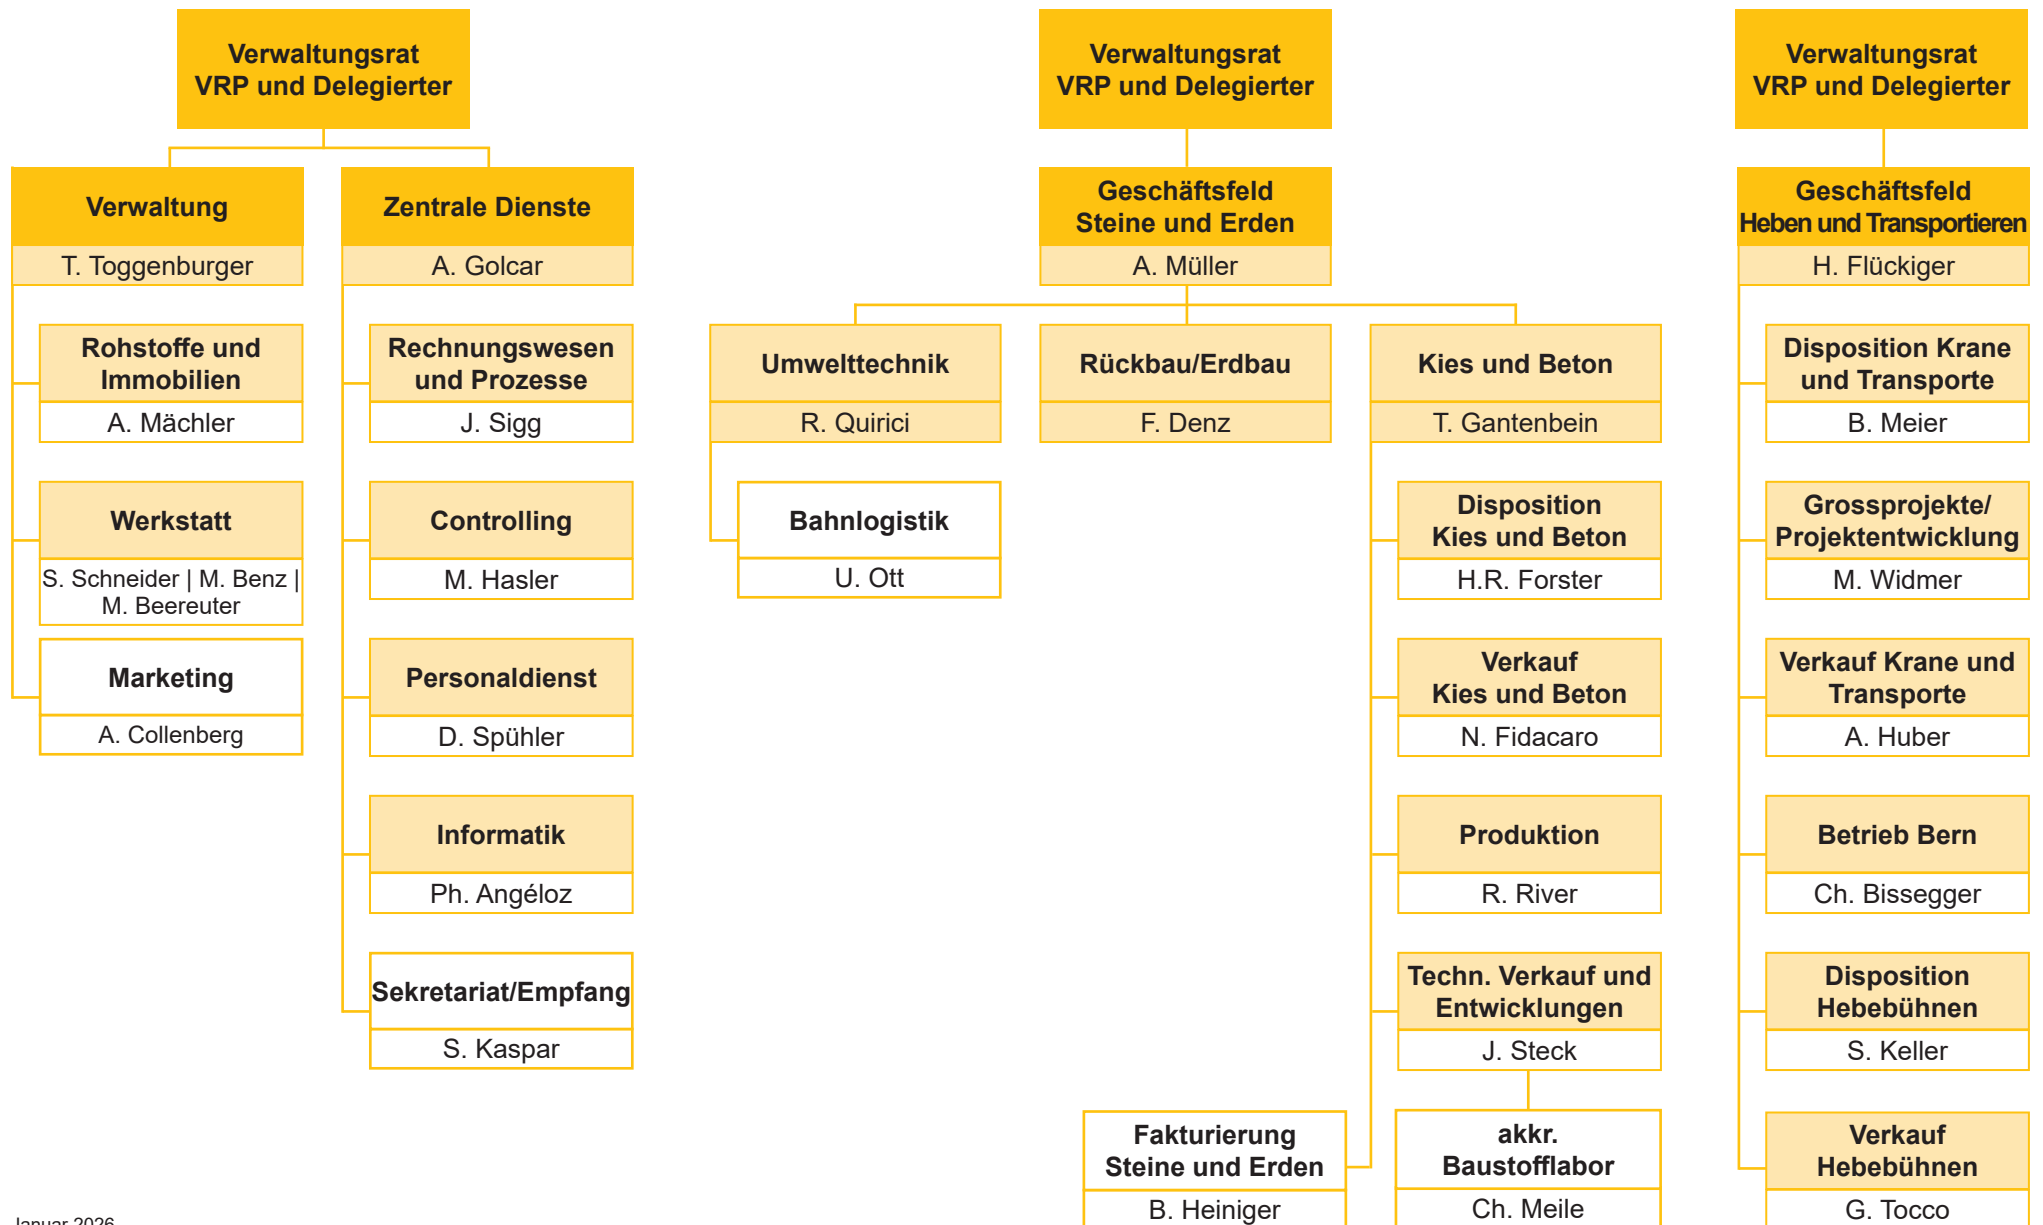 Verwaltungsrat
VRP und Delegierter
Verwaltung
T. Toggenburger
Rohstoffe und
Immobilien
A. Mächler
Werkstatt
S. Schneider | M. Benz |
M. Beereuter
Marketing
A. Collenberg
Zentrale Dienste
A. Golcar
Rechnungswesen
und Prozesse
J. Sigg
Controlling
M. Hasler
Personaldienst
D. Spühler
Informatik
Ph. Angéloz
Sekretariat/Empfang
S. Kaspar
Verwaltungsrat
VRP und Delegierter
Geschäftsfeld
Steine und Erden
A. Müller
Umwelttechnik
R. Quirici
Bahnlogistik
U. Ott
Rückbau/Erdbau
F. Denz
Kies und Beton
T. Gantenbein
Disposition
Kies und Beton
H.R. Forster
Verkauf
Kies und Beton
N. Fidacaro
Produktion
R. River
Techn. Verkauf und
Entwicklungen
J. Steck
Fakturierung
Steine und Erden
B. Heiniger
akkr.
Baustofflabor
Ch. Meile
Verwaltungsrat
VRP und Delegierter
Geschäftsfeld
Heben und Transportieren
H. Flückiger
Disposition Krane
und Transporte
B. Meier
Grossprojekte/
Projektentwicklung
M. Widmer
Verkauf Krane und
Transporte
A. Huber
Betrieb Bern
Ch. Bissegger
Disposition
Hebebühnen
S. Keller
Verkauf
Hebebühnen
G. Tocco
Januar 2026